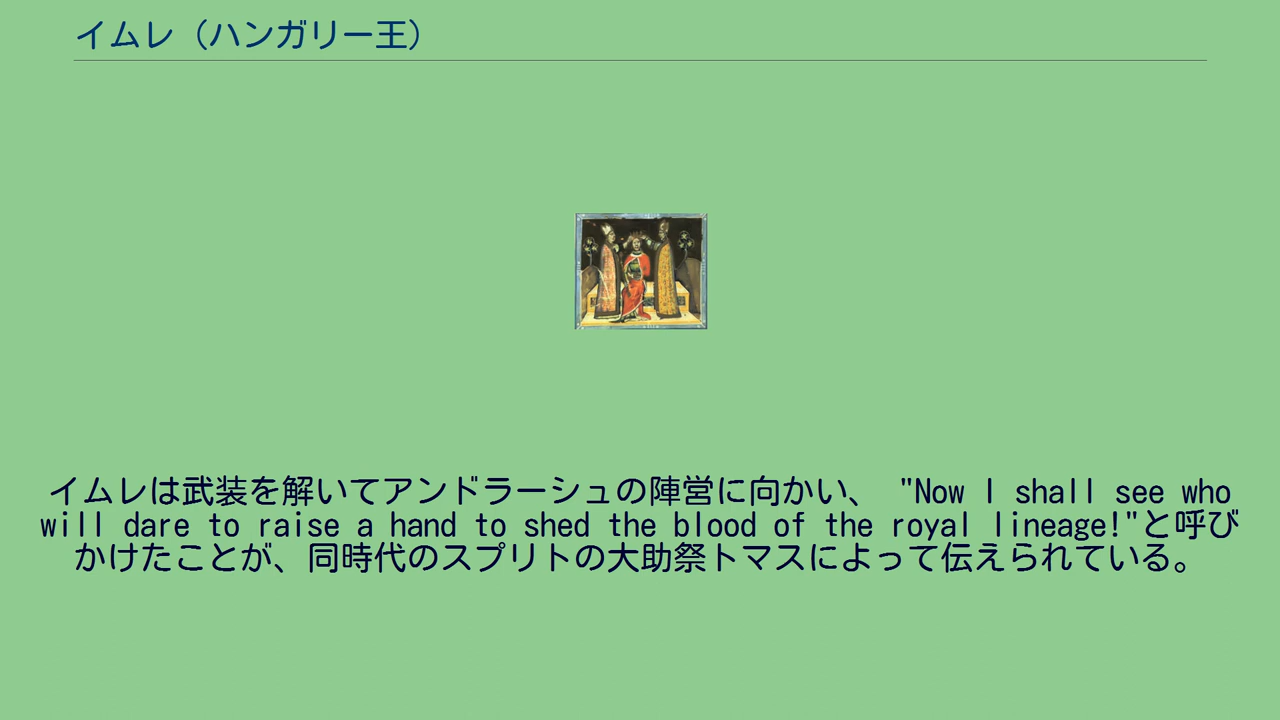 イムレ（ハンガリー王）
イムレは武装を解いてアンドラーシュの陣営に向かい、 "Now I shall see who
will dare to raise a hand to shed the blood of the royal lineage!"と呼び
かけたことが、同時代のスプリトの大助祭トマスによって伝えられている。